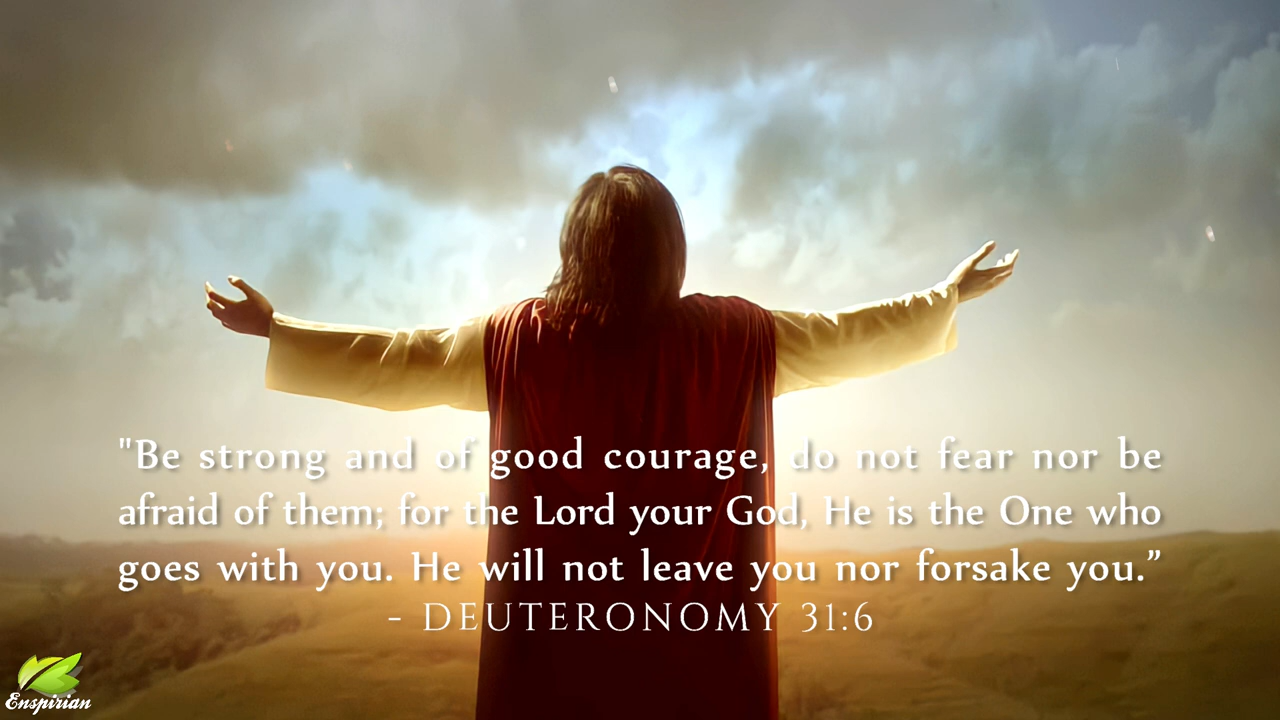 "Be strong and of good courage, do not fear nor be
afraid of them; for the Lord your God, He is the One who
goes with you. He will not leave you nor forsake you.”
- DEUTERONOMY 31:6
Enspirian